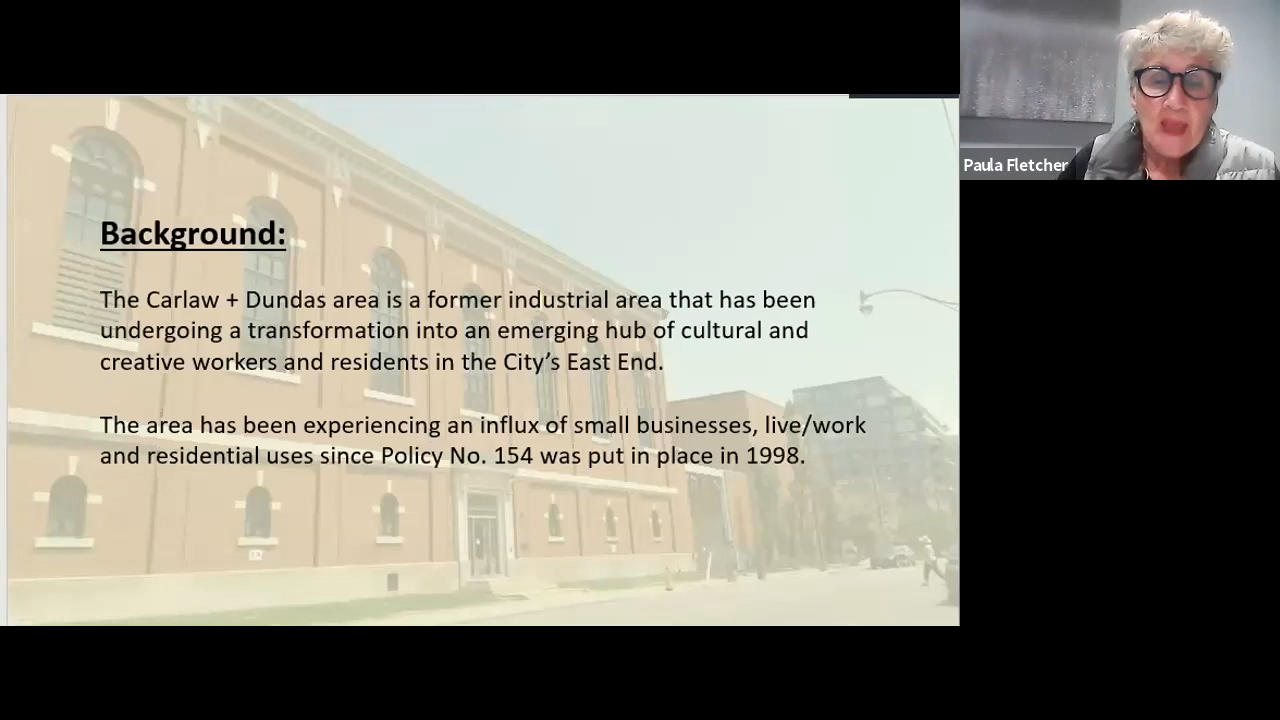 Background:
The Carlaw + Dundas area is a former industrial area that has been
undergoing a transformation into an emerging hub of cultural and
creative workers and residents in the City’s East End.
The area has been experiencing an influx of small businesses, live/work
and residential uses since Policy No. 154 was put in place in 1998.
Paula Fletcher